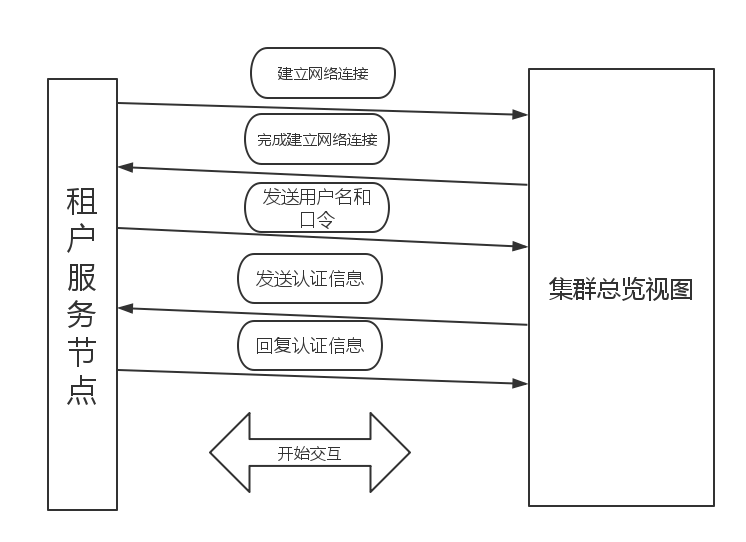 建立网络连接
完成建立网络连接
发送用户名和
口令
发送认证信息
回复认证信息
开始交互
租户服务节点
集群总览视图